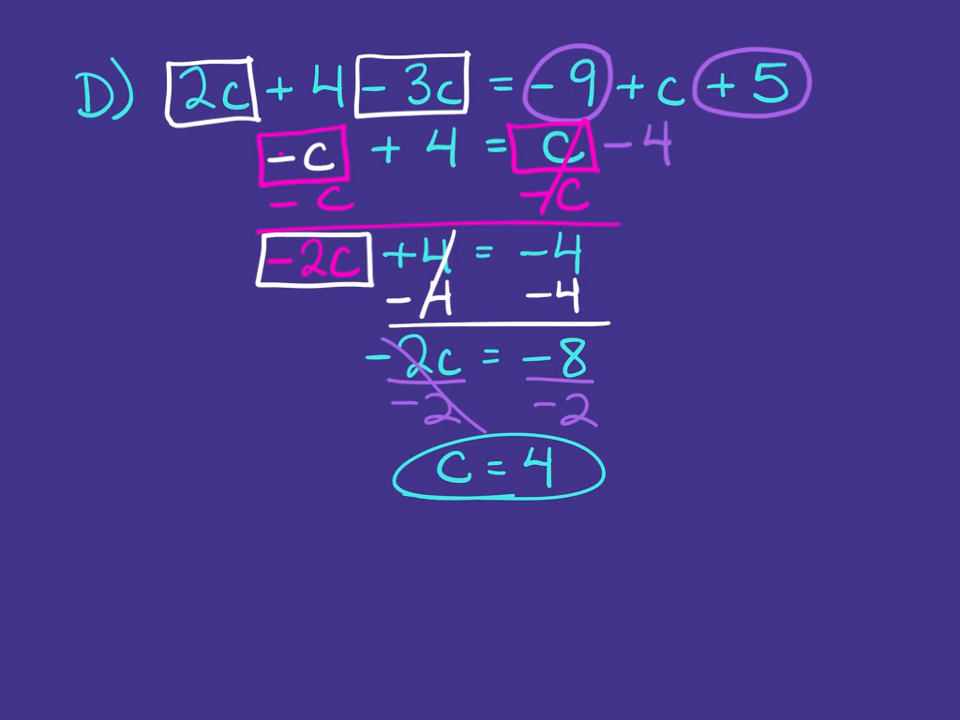 D) 2c + 4 - 3c = -9 + c + 5
-c + 4 = c - 4
-c -c
-2c +4 = -4
-4 -4
-2c = -8
-2 -2
c = 4